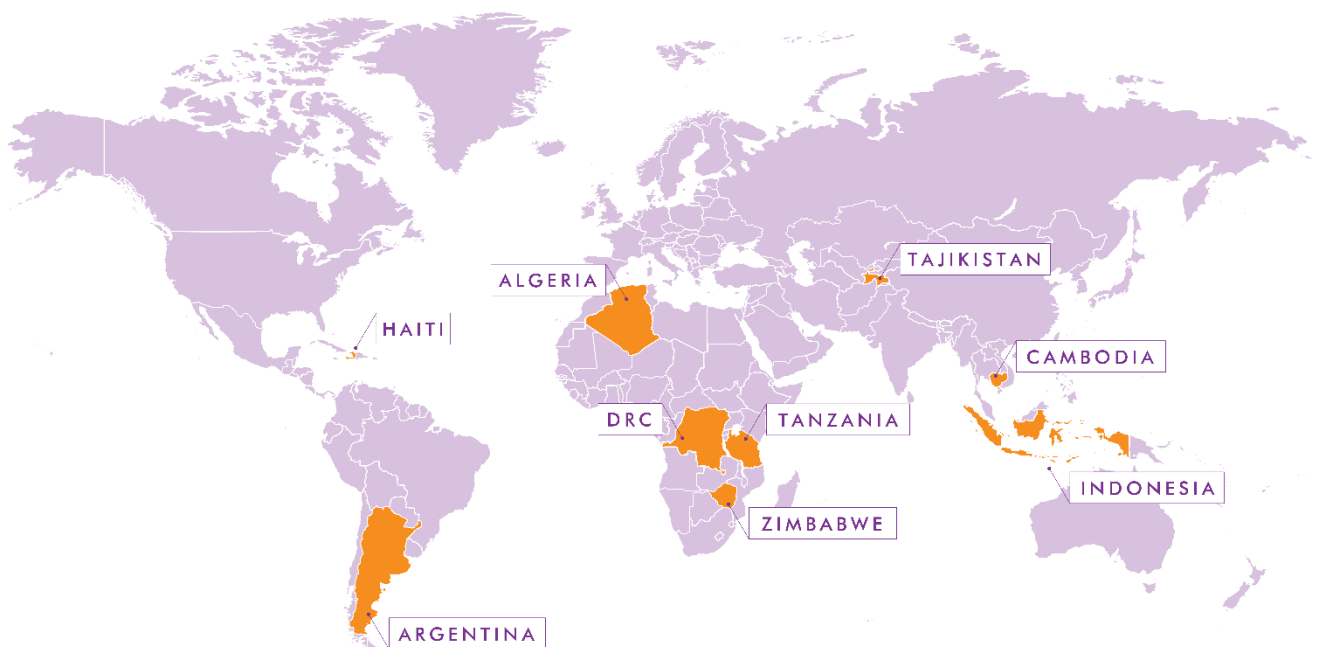 TAJIKISTAN
ALGERIA
HAITI
CAMBODIA
DRC
TANZANIA
INDONESIA
ZIMBABWE
ARGENTINA